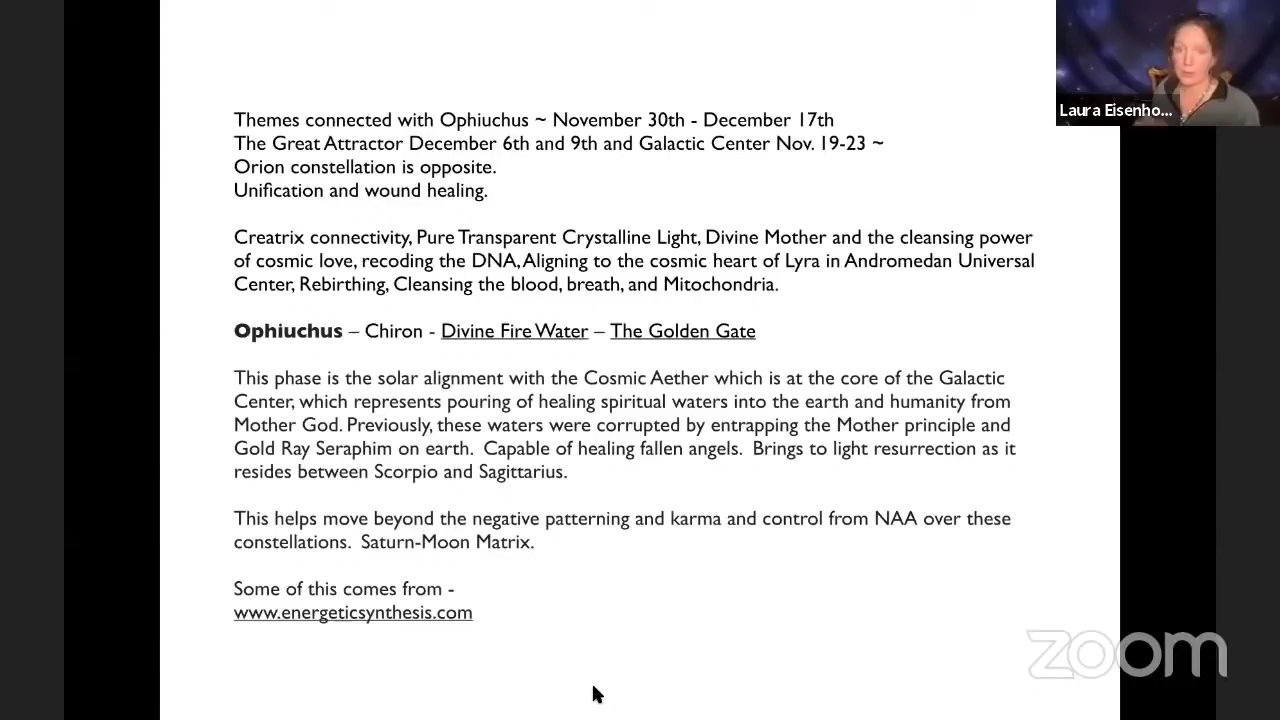 Laura Eisenho...
Themes connected with Ophiuchus ~ November 30th - December 17th
The Great Attractor December 6th and 9th and Galactic Center Nov. 19-23 ~
Orion constellation is opposite.
Unification and wound healing.
Creatrix connectivity, Pure Transparent Crystalline Light, Divine Mother and the cleansing power
of cosmic love, recoding the DNA, Aligning to the cosmic heart of Lyra in Andromedan Universal
Center, Rebirthing, Cleansing the blood, breath, and Mitochondria.
Ophiuchus – Chiron - Divine Fire Water – The Golden Gate
This phase is the solar alignment with the Cosmic Aether which is at the core of the Galactic
Center, which represents pouring of healing spiritual waters into the earth and humanity from
Mother God. Previously, these waters were corrupted by entrapping the Mother principle and
Gold Ray Seraphim on earth.  Capable of healing fallen angels.  Brings to light resurrection as it
resides between Scorpio and Sagittarius.
This helps move beyond the negative patterning and karma and control from NAA over these
constellations.  Saturn-Moon Matrix.
Some of this comes from -
www.energeticsynthesis.com
zoom